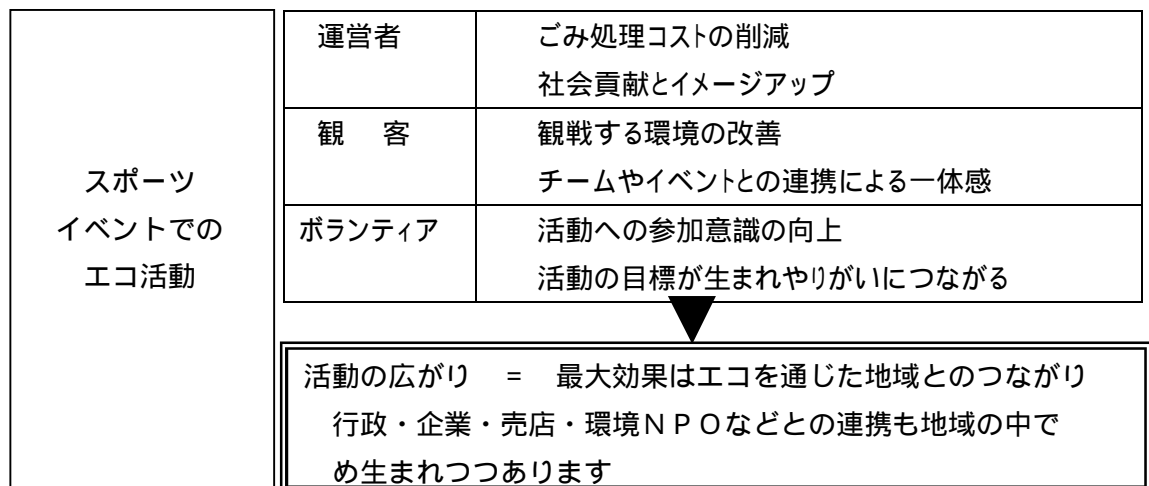 スポーツ
イベントでの
エコ活動
運営者 ごみ処理コストの削減
社会貢献とイメージアップ
観 客 観戦する環境の改善
チームやイベントとの連携による一体感
ボランティア 活動への参加意識の向上
活動の目標が生まれやりがいにつながる
活動の広がり = 最大効果はエコを通じた地域とのつながり
行政・企業・売店・環境NPOなどとの連携も地域の中で
め生まれつつあります